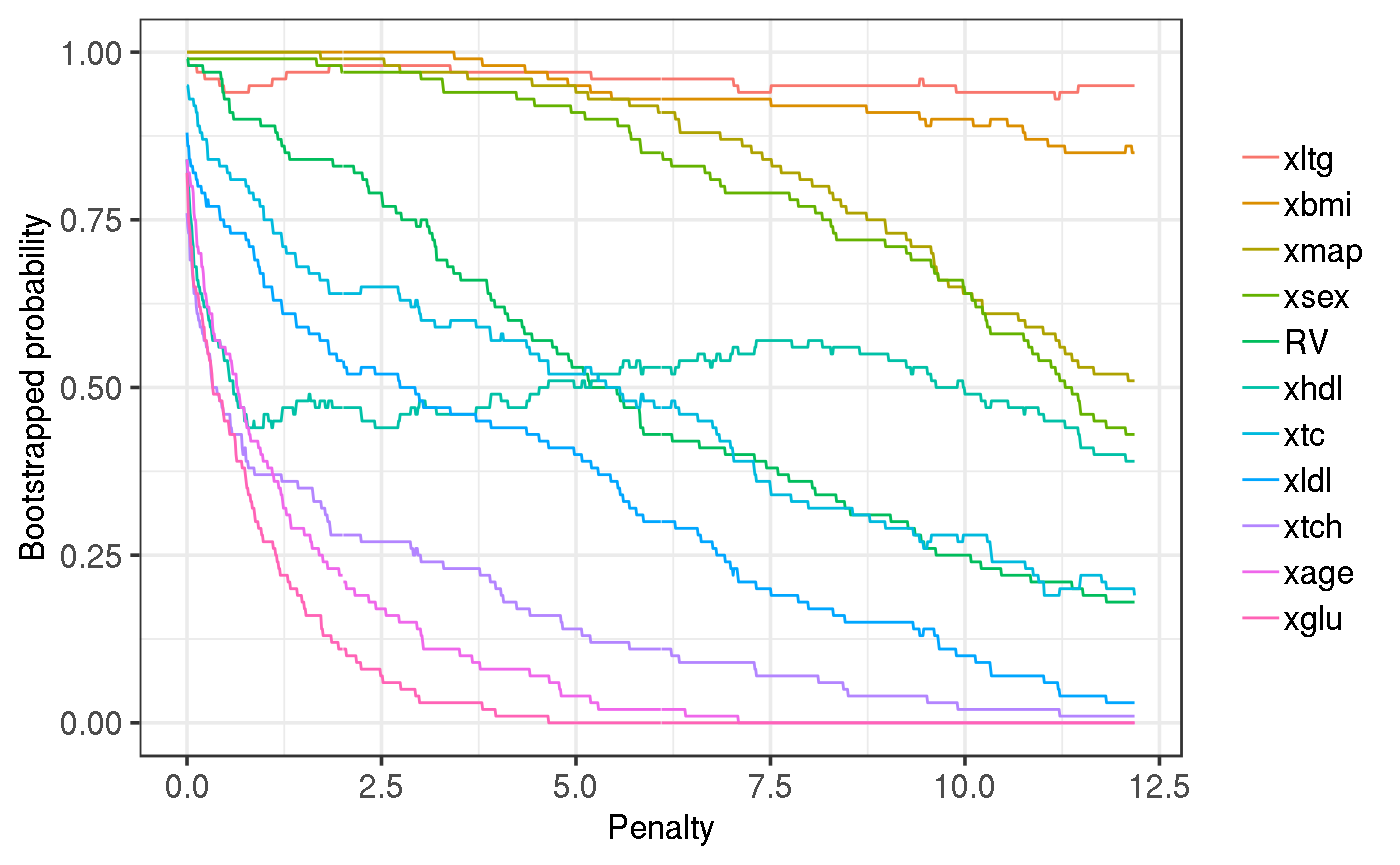 Bootstrapped probability
1.00
0.75
0.50
0.25
0.00
0.0 2.5 5.0 7.5 10.0 12.5
Penalty
xltg
xbmi
xmap
xsex
RV
xhdl
xtc
xldl
xtch
xage
xglu